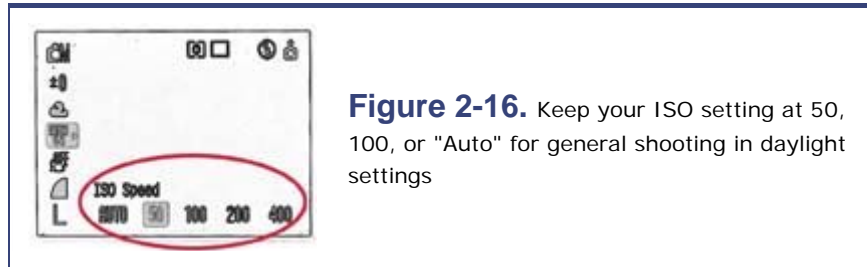 ±0
ISO Speed
AUTO 50 100 200 400
L
Figure 2-16. Keep your ISO setting at 50,
100, or "Auto" for general shooting in daylight
settings